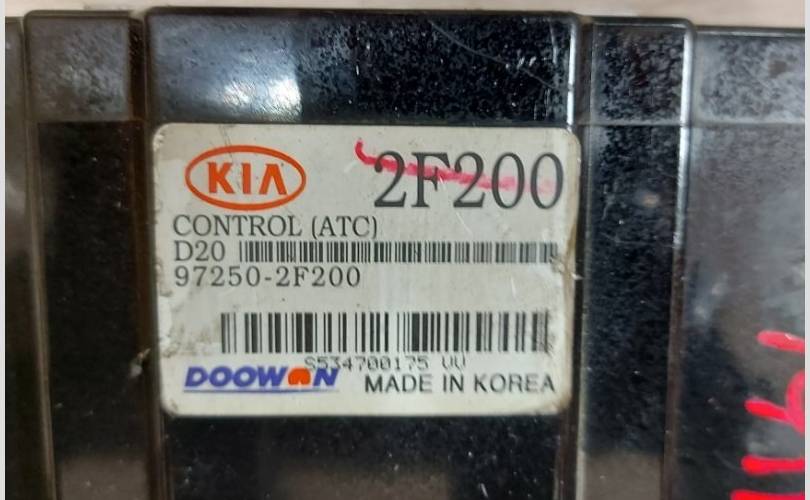 KIA 2F200
CONTROL (ATC)
D20
97250-2F200
S534700175 VV
DOOWON
MADE IN KOREA